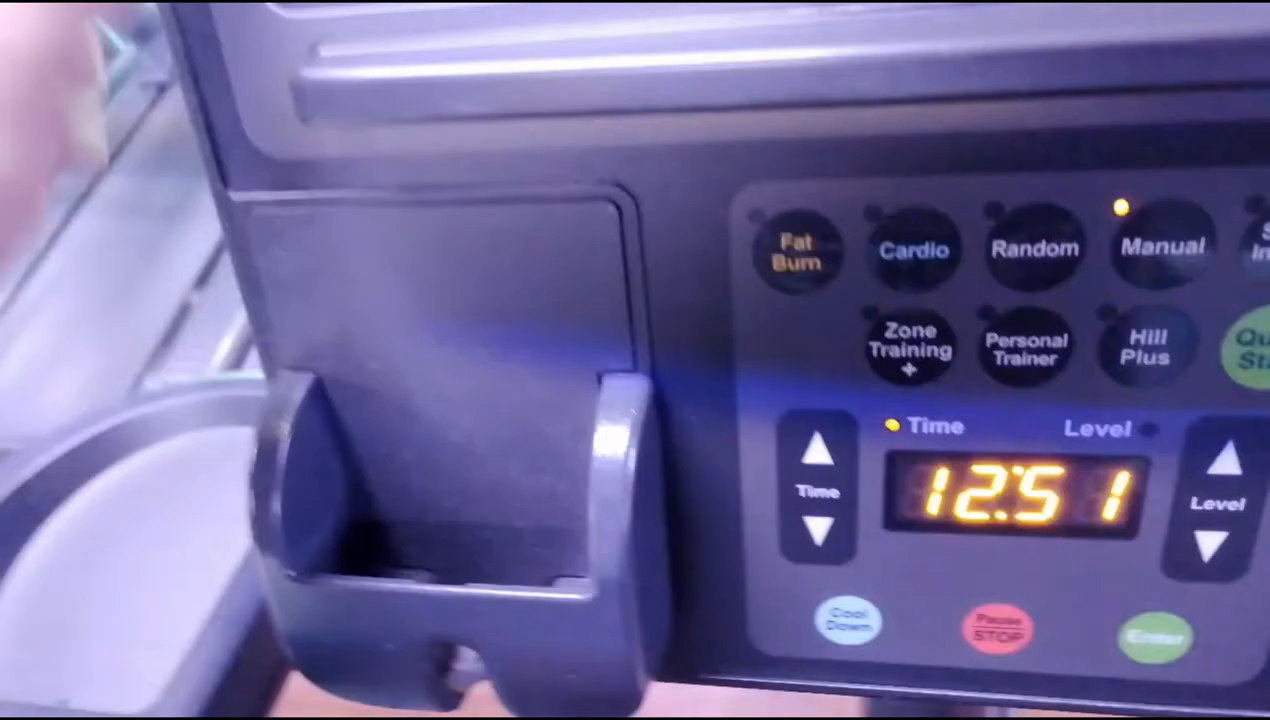 Fat
Burn
Cardio
Random
Manual
Zone
Training
+
Personal
Trainer
Hill
Plus
Time
Level
Time
12:51
Level
Cool
Down
Pause
STOP
Enter